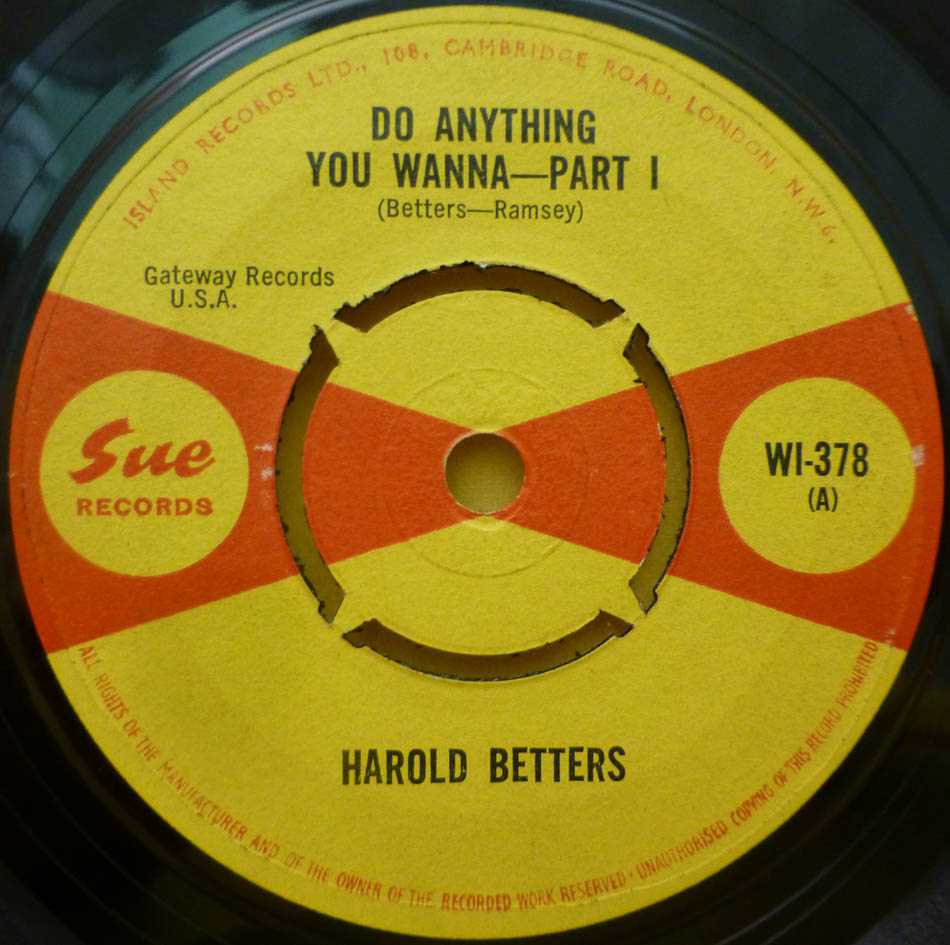 ISLAND RECORDS LTD., 108, CAMBRIDGE ROAD, LONDON, N.W.6.
DO ANYTHING
YOU WANNA—PART I
(Betters—Ramsey)
Gateway Records
U.S.A.
Sue
RECORDS
WI-378
(A)
HAROLD BETTERS
ALL RIGHTS OF THE MANUFACTURER AND OF THE OWNER OF THE RECORDED WORK RESERVED · UNAUTHORISED COPYING OF THIS RECORD PROHIBITED